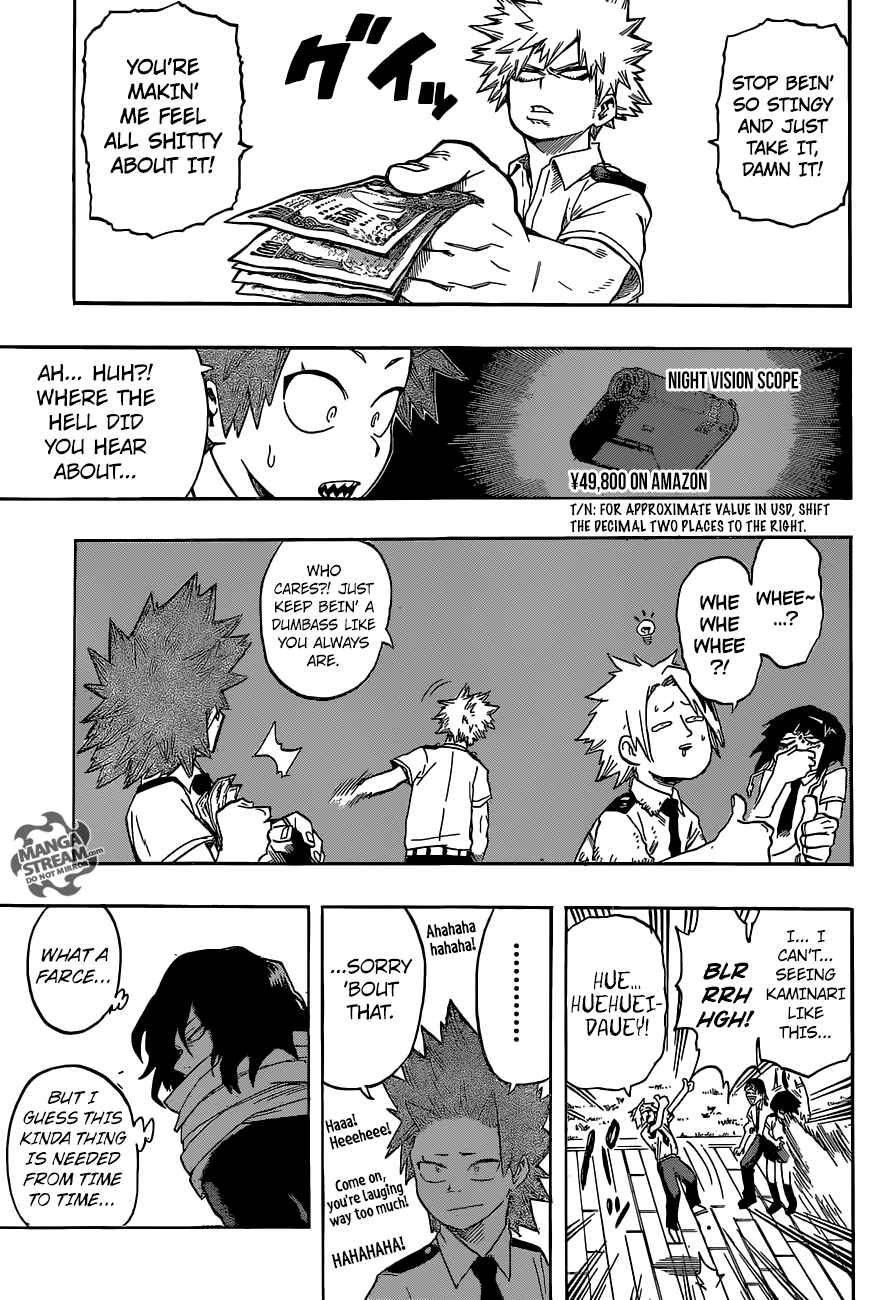 STOP BEIN'
SO STINGY
AND JUST
TAKE IT,
DAMN IT!
グイッ
YOU'RE
MAKIN'
ME FEEL
ALL SHITTY
ABOUT IT!
NIGHT VISION SCOPE
¥49,800 ON AMAZON
T/N: FOR APPROXIMATE VALUE IN USD, SHIFT
THE DECIMAL TWO PLACES TO THE RIGHT.
AH... HUH?!
WHERE THE
HELL DID
YOU HEAR
ABOUT...
WHEE~
...?
WHE
WHE
WHEE
?!
WHO
CARES?! JUST
KEEP BEIN' A
DUMBASS LIKE
YOU ALWAYS
ARE.
MANGA
STREAM.com
DO NOT MIRROR
I... I
CAN'T...
SEEING
KAMINARI
LIKE
THIS...
BLR
RRH
HGH!
HUE...
HUEHUEI-
DAUEY!
.........
...SORRY
'BOUT
THAT.
Ahahaha
hahaha!
Haaa!
Heeeheee!
Come on,
you're lauging
way too much!
HAHAHAHA!
WHAT A
FARCE...
BUT I
GUESS THIS
KINDA THING
IS NEEDED
FROM TIME
TO TIME...